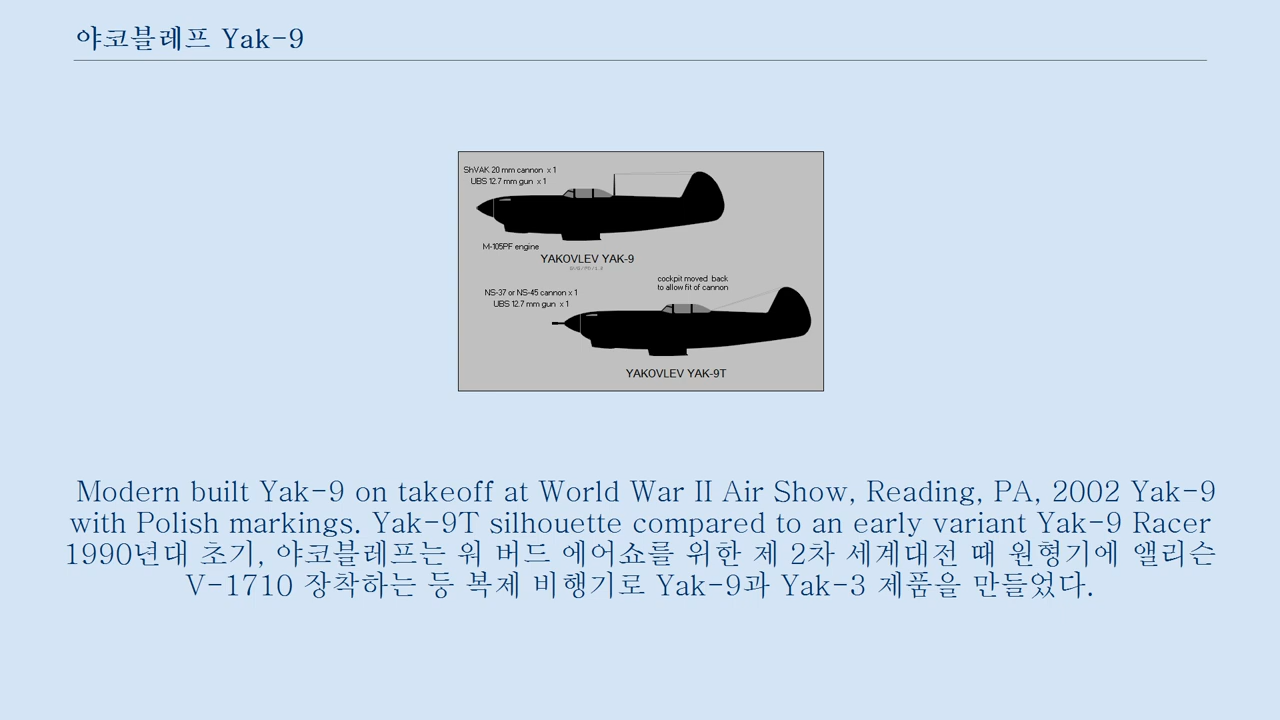 야코블레프 Yak-9
ShVAK 20 mm cannon x 1
UBS 12.7 mm gun x 1
M-105PF engine
YAKOVLEV YAK-9
cockpit moved back
to allow fit of cannon
NS-37 or NS-45 cannon x 1
UBS 12.7 mm gun x 1
YAKOVLEV YAK-9T
Modern built Yak-9 on takeoff at World War II Air Show, Reading, PA, 2002 Yak-9
with Polish markings. Yak-9T silhouette compared to an early variant Yak-9 Racer
1990년대 초기, 야코블레프는 워 버드 에어쇼를 위한 제 2차 세계대전 때 원형기에 앨리슨
V-1710 장착하는 등 복제 비행기로 Yak-9과 Yak-3 제품을 만들었다.